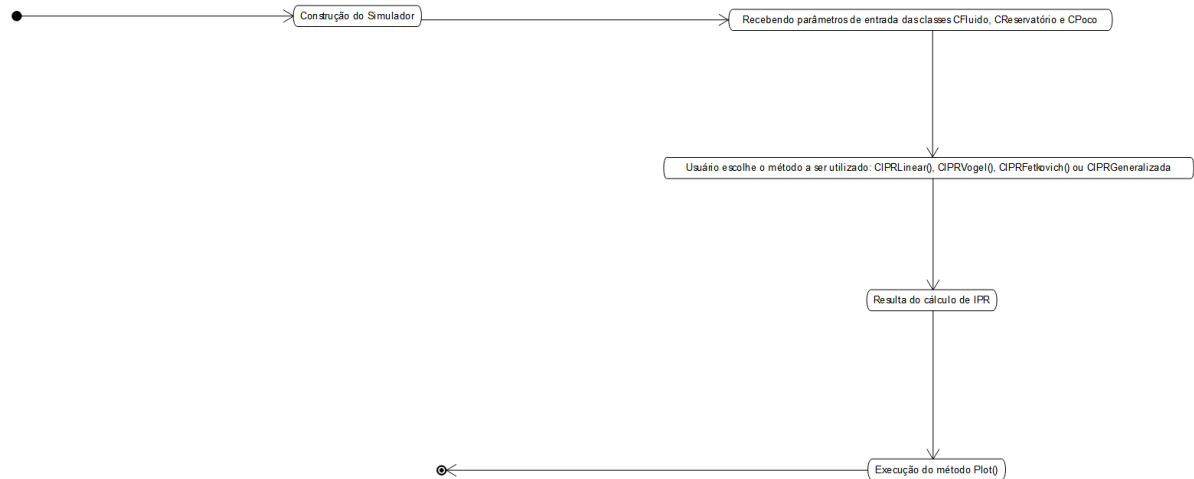 Construção do Simulador
Recebendo parâmetros de entrada das classes CFluido, CReservatório e CPoco
Usuário escolhe o método a ser utilizado: CIPRLinear(), CIPRVogel(), CIPRFetkovich() ou CIPRGeneralizada
Resulta do cálculo de IPR
Execução do método Plot()